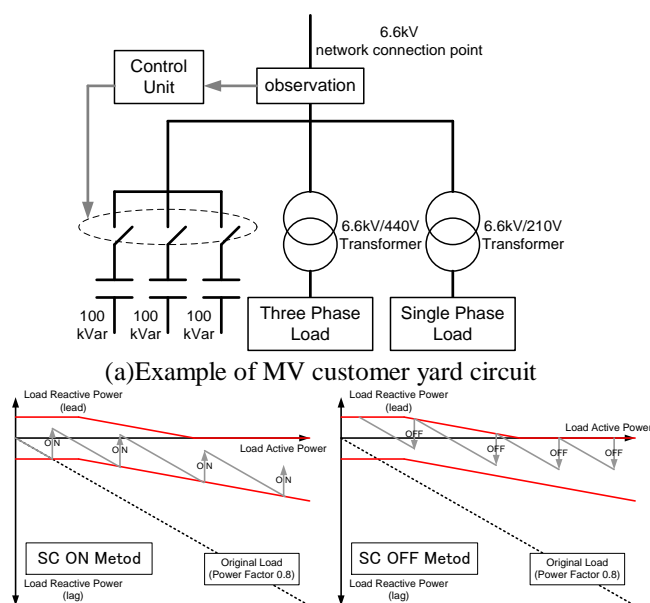 6.6kV
network connection point
Control
Unit
observation
6.6kV/440V
Transformer
6.6kV/210V
Transformer
100
kVar
100
kVar
100
kVar
Three Phase
Load
Single Phase
Load
(a)Example of MV customer yard circuit
Load Reactive Power
(lead)
Load Active Power
ON
ON
ON
ON
SC ON Metod
Original Load
(Power Factor 0.8)
Load Reactive Power
(lag)
Load Reactive Power
(lead)
Load Active Power
OFF
OFF
OFF
OFF
SC OFF Metod
Original Load
(Power Factor 0.8)
Load Reactive Power
(lag)